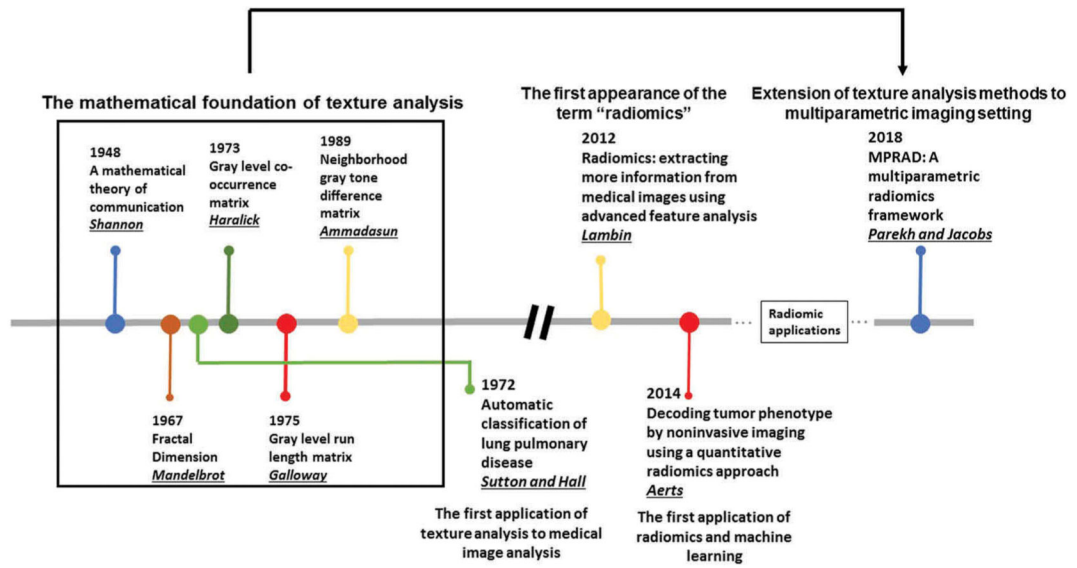 The mathematical foundation of texture analysis
1948
A mathematical
theory of
communication
Shannon
1973
Gray level co-
occurrence
matrix
Haralick
1989
Neighborhood
gray tone
difference
matrix
Ammadasun
1967
Fractal
Dimension
Mandelbrot
1975
Gray level run
length matrix
Galloway
1972
Automatic
classification of
lung pulmonary
disease
Sutton and Hall
The first application of
texture analysis to medical
image analysis
The first appearance of the
term “radiomics”
2012
Radiomics: extracting
more information from
medical images using
advanced feature analysis
Lambin
2014
Decoding tumor phenotype
by noninvasive imaging
using a quantitative
radiomics approach
Aerts
The first application of
radiomics and machine
learning
...
Radiomic
applications
...
Extension of texture analysis methods to
multiparametric imaging setting
2018
MPRAD: A
multiparametric
radiomics
framework
Parekh and Jacobs